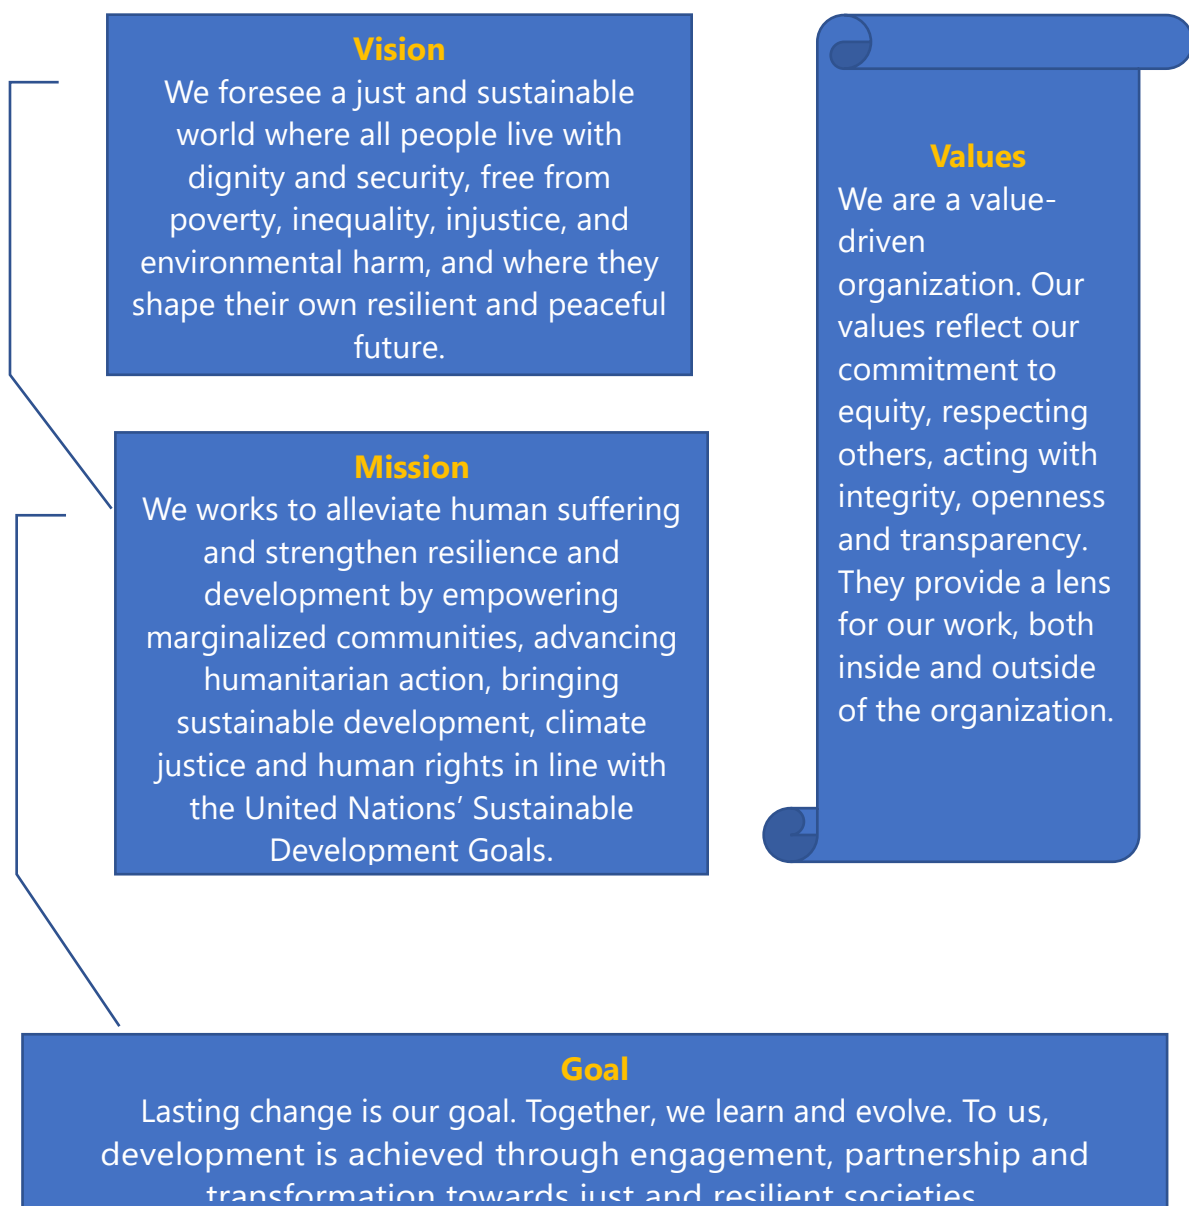 Vision
We foresee a just and sustainable
world where all people live with
dignity and security, free from
poverty, inequality, injustice, and
environmental harm, and where they
shape their own resilient and peaceful
future.
Mission
We works to alleviate human suffering
and strengthen resilience and
development by empowering
marginalized communities, advancing
humanitarian action, bringing
sustainable development, climate
justice and human rights in line with
the United Nations’ Sustainable
Development Goals.
Values
We are a value-
driven
organization. Our
values reflect our
commitment to
equity, respecting
others, acting with
integrity, openness
and transparency.
They provide a lens
for our work, both
inside and outside
of the organization.
Goal
Lasting change is our goal. Together, we learn and evolve. To us,
development is achieved through engagement, partnership and
transformation towards just and resilient societies